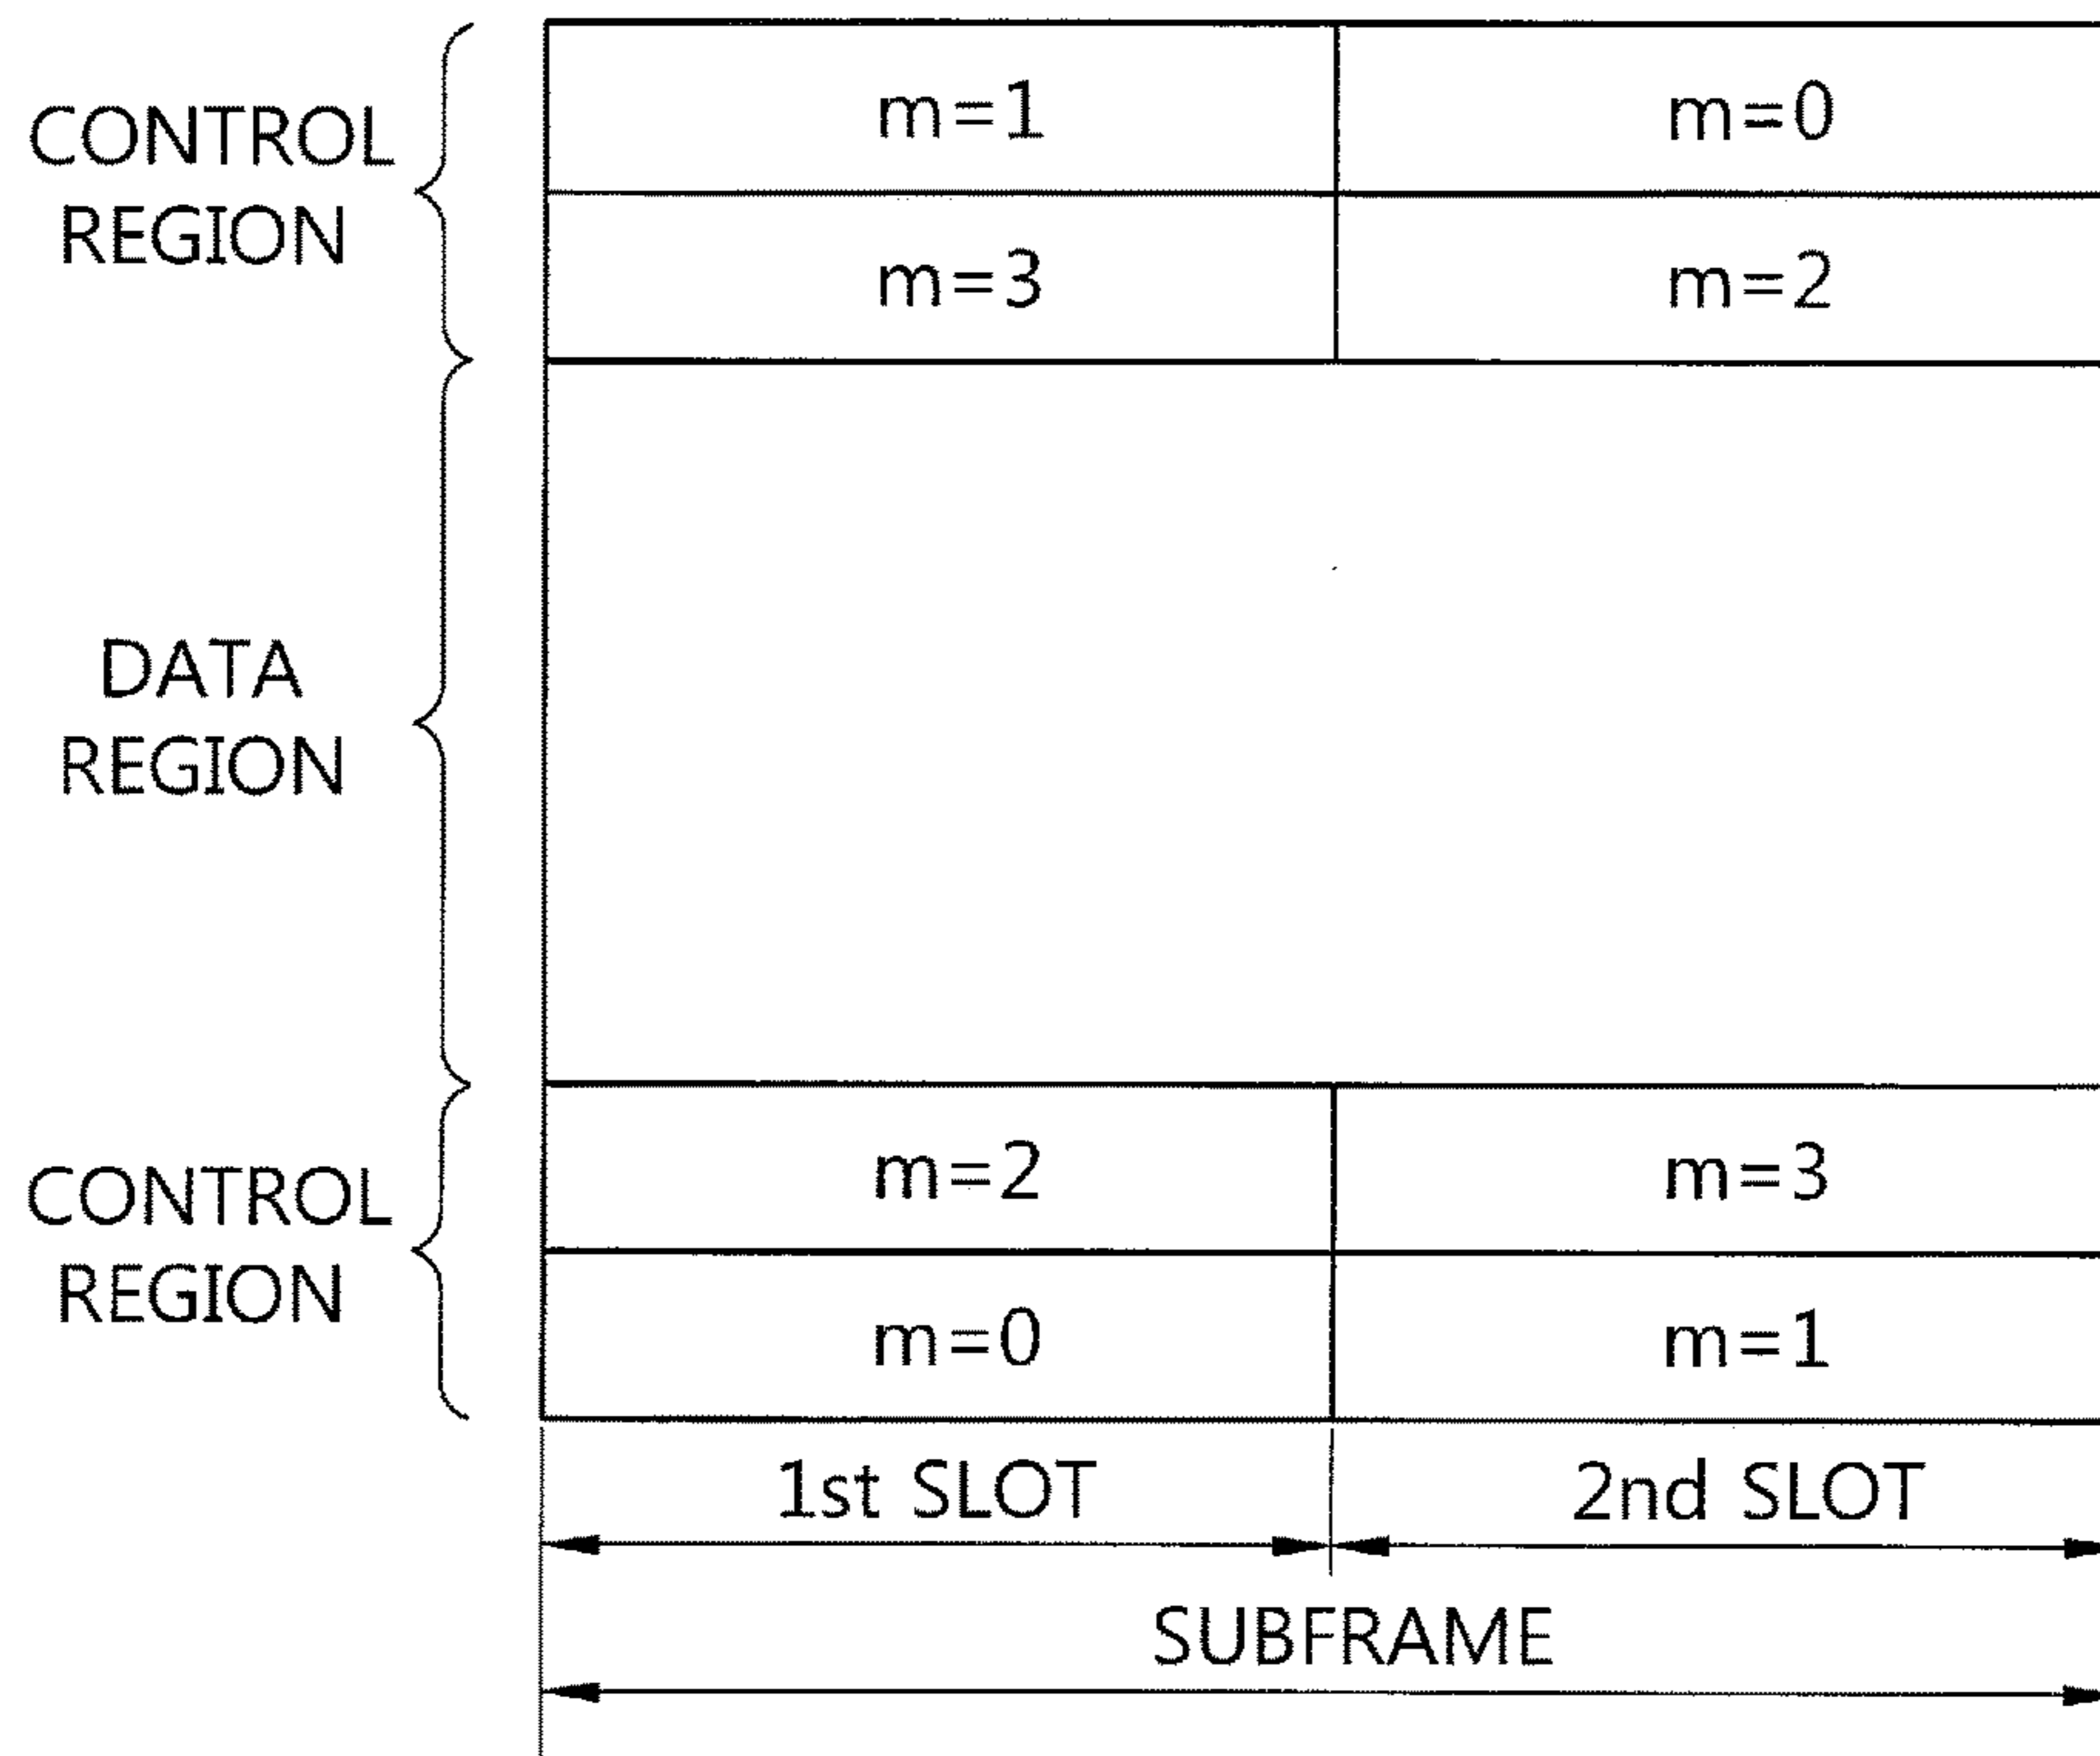 m=1 m=0
CONTROL
REGION
m=3 m=2
DATA
REGION
m=2 m=3
CONTROL
REGION
m=0 m=1
1st SLOT 2nd SLOT
SUBFRAME